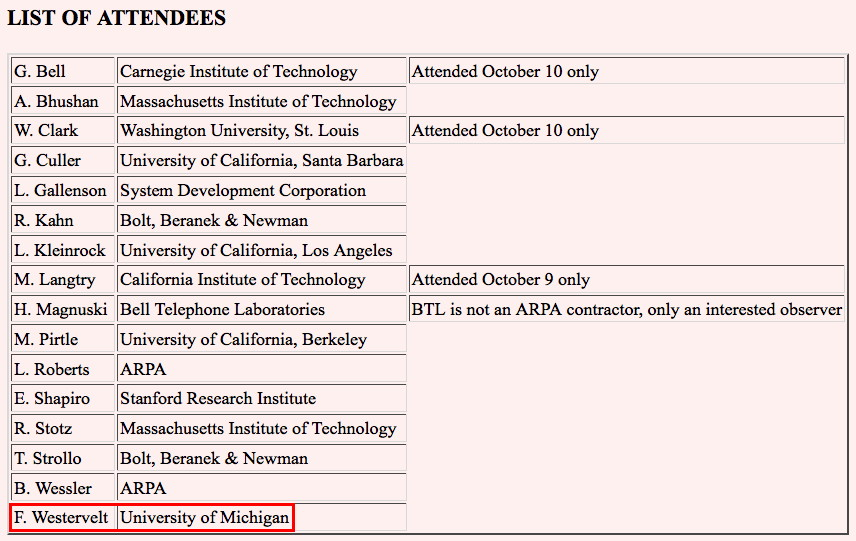 LIST OF ATTENDEES
G. Bell Carnegie Institute of Technology Attended October 10 only
A. Bhushan Massachusetts Institute of Technology
W. Clark Washington University, St. Louis Attended October 10 only
G. Culler University of California, Santa Barbara
L. Gallenson System Development Corporation
R. Kahn Bolt, Beranek & Newman
L. Kleinrock University of California, Los Angeles
M. Langtry California Institute of Technology Attended October 9 only
H. Magnuski Bell Telephone Laboratories BTL is not an ARPA contractor, only an interested observer
M. Pirtle University of California, Berkeley
L. Roberts ARPA
E. Shapiro Stanford Research Institute
R. Stotz Massachusetts Institute of Technology
T. Strollo Bolt, Beranek & Newman
B. Wessler ARPA
F. Westervelt University of Michigan